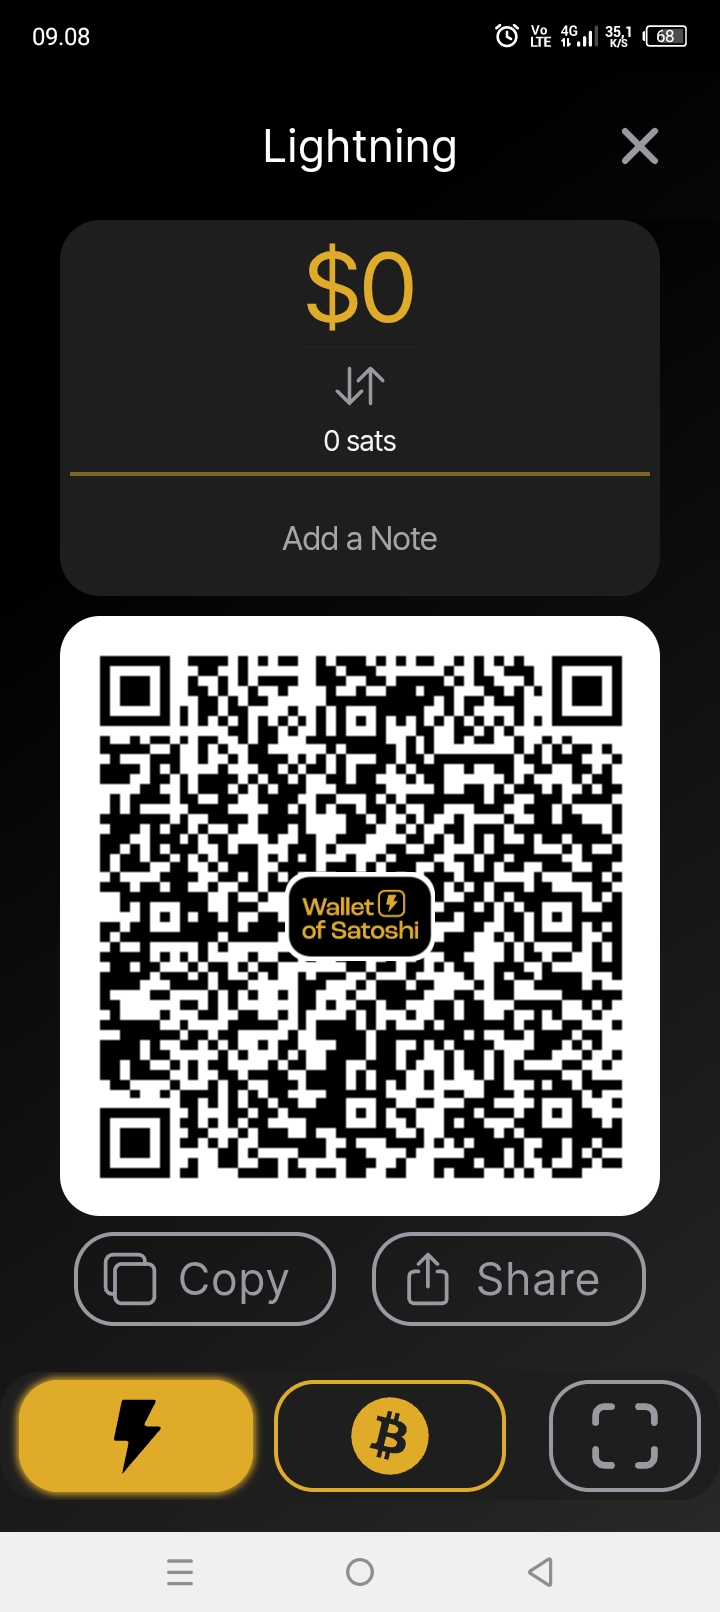 09.08
Vo LTE 4G 35,1 K/S 68
Lightning
$0
0 sats
Add a Note
Wallet
of Satoshi
Copy
Share